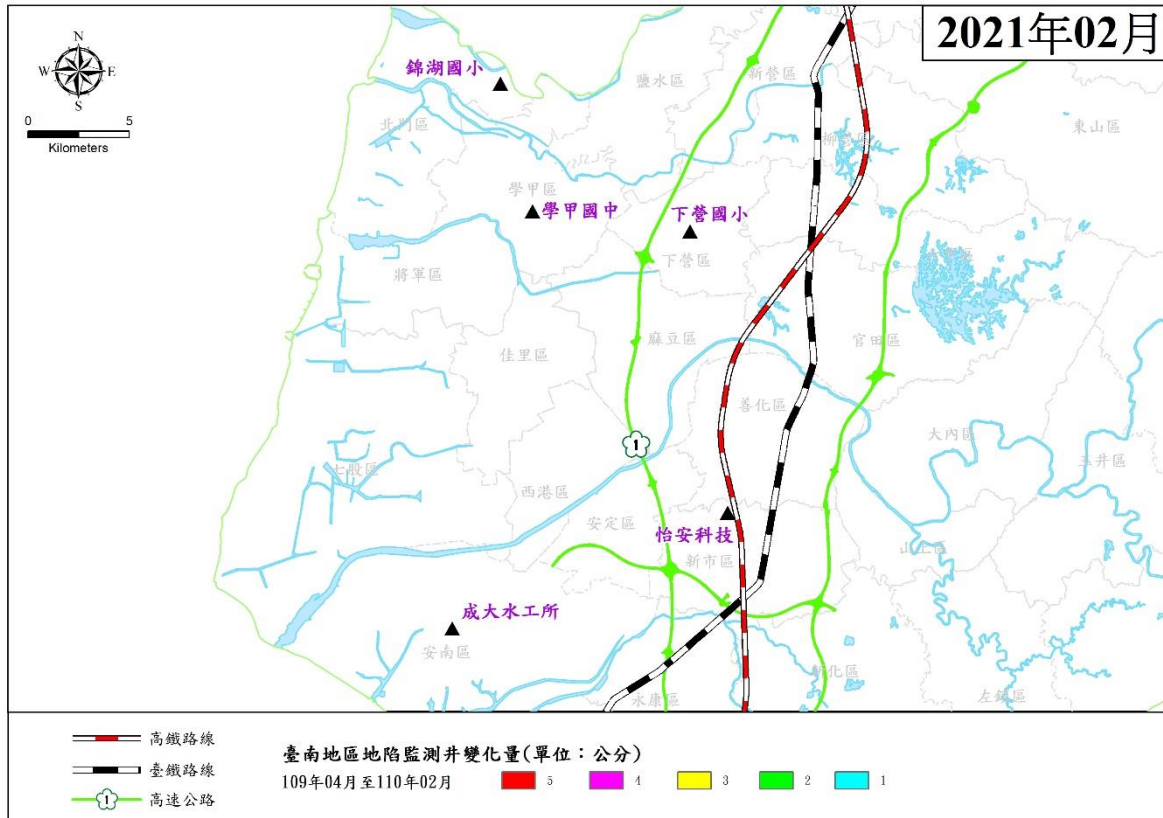 2021年02月
N
W E
S
0 5
Kilometers
錦湖國小
鹽水區
新營區
北門區
東山區
柳營區
學甲區
學甲國中
下營國小
下營區
將軍區
麻豆區
官田區
佳里區
善化區
1
大內區
玉井區
七股區
西港區
安定區
怡安科技
山上區
新市區
成大水工所
安南區
新化區
永康區
左鎮區
高鐵路線
臺鐵路線
1 高速公路
臺南地區地陷監測井變化量(單位：公分)
109年04月至110年02月 5 4 3 2 1